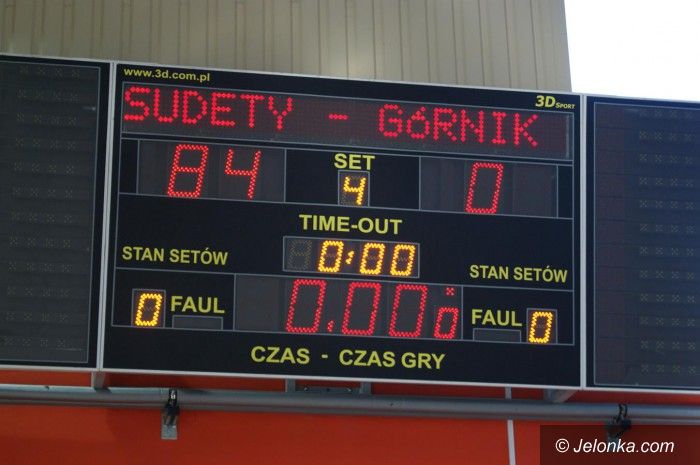 www.3d.com.pl
3D SPORT
SUDETY - GÓRNIK
84 SET 0
4
TIME-OUT
STAN SETÓW 0:00 STAN SETÓW
0 FAUL 0.00 FAUL 0
CZAS - CZAS GRY
© Jelonka.com